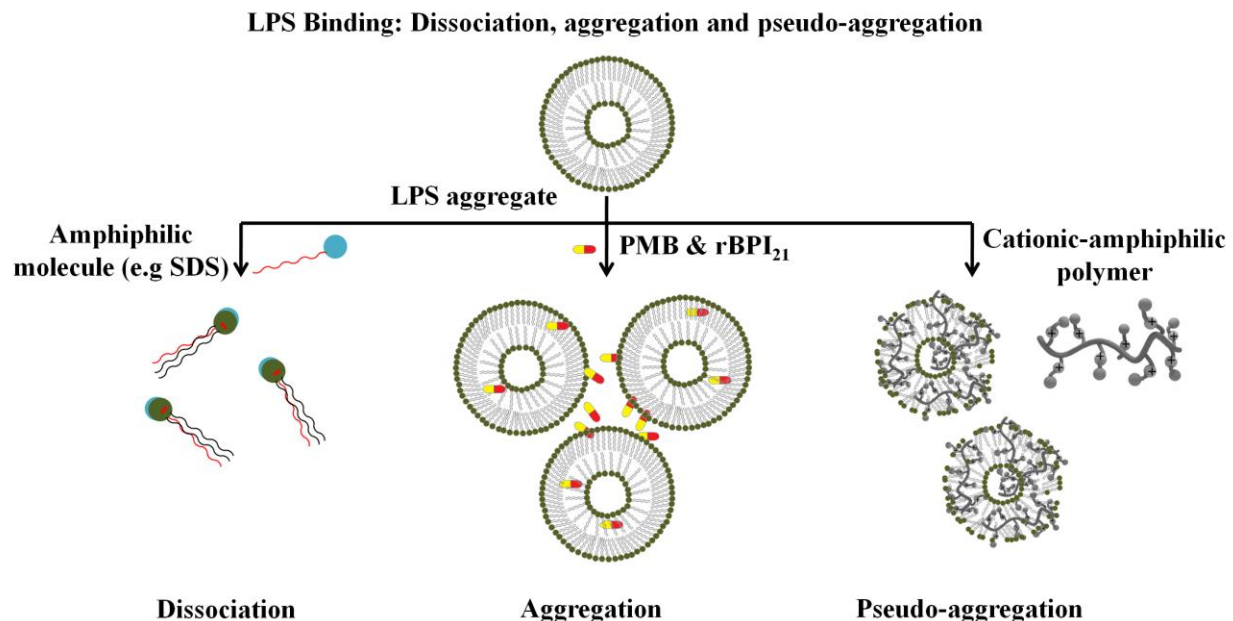 LPS Binding: Dissociation, aggregation and pseudo-aggregation
LPS aggregate
Amphiphilic
molecule (e.g SDS)
PMB & rBPI₂₁
Cationic-amphiphilic
polymer
+ + + + + + +
Dissociation
Aggregation
Pseudo-aggregation